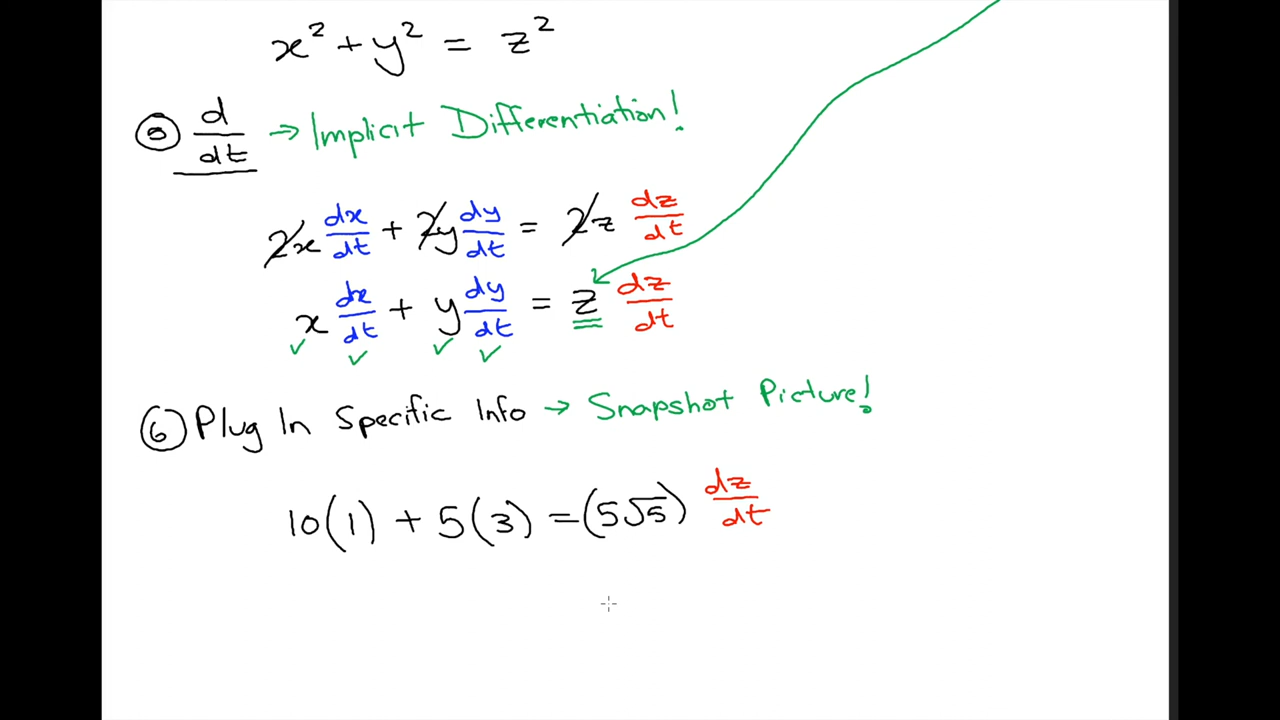 x² + y² = z²
⑤ d/dt → Implicit Differentiation!
2x dx/dt + 2y dy/dt = 2z dz/dt
x dx/dt + y dy/dt = z dz/dt
✓ ✓ ✓ ✓
⑥ Plug In Specific Info → Snapshot Picture!
10(1) + 5(3) = (5√5) dz/dt